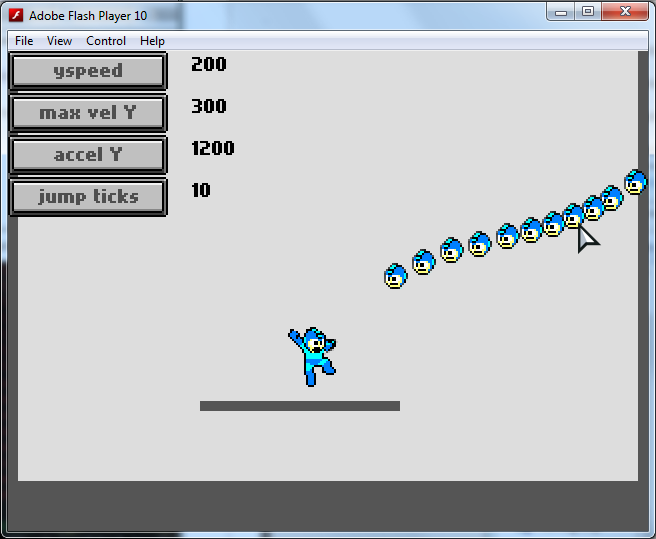 Adobe Flash Player 10
File View Control Help
yspeed 200
max vel Y 300
accel Y 1200
jump ticks 10